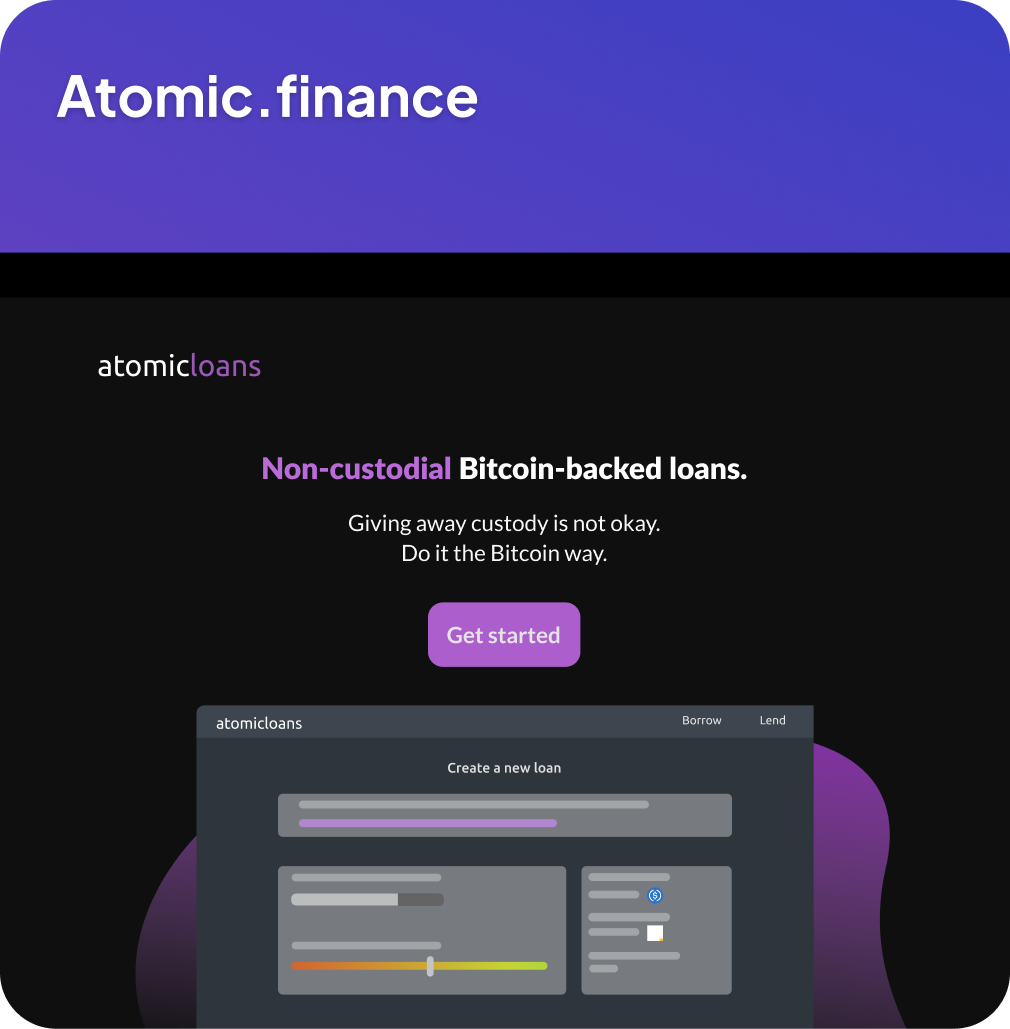 Atomic.finance
atomicloans
Non-custodial Bitcoin-backed loans.
Giving away custody is not okay.
Do it the Bitcoin way.
Get started
atomicloans
Borrow
Lend
Create a new loan